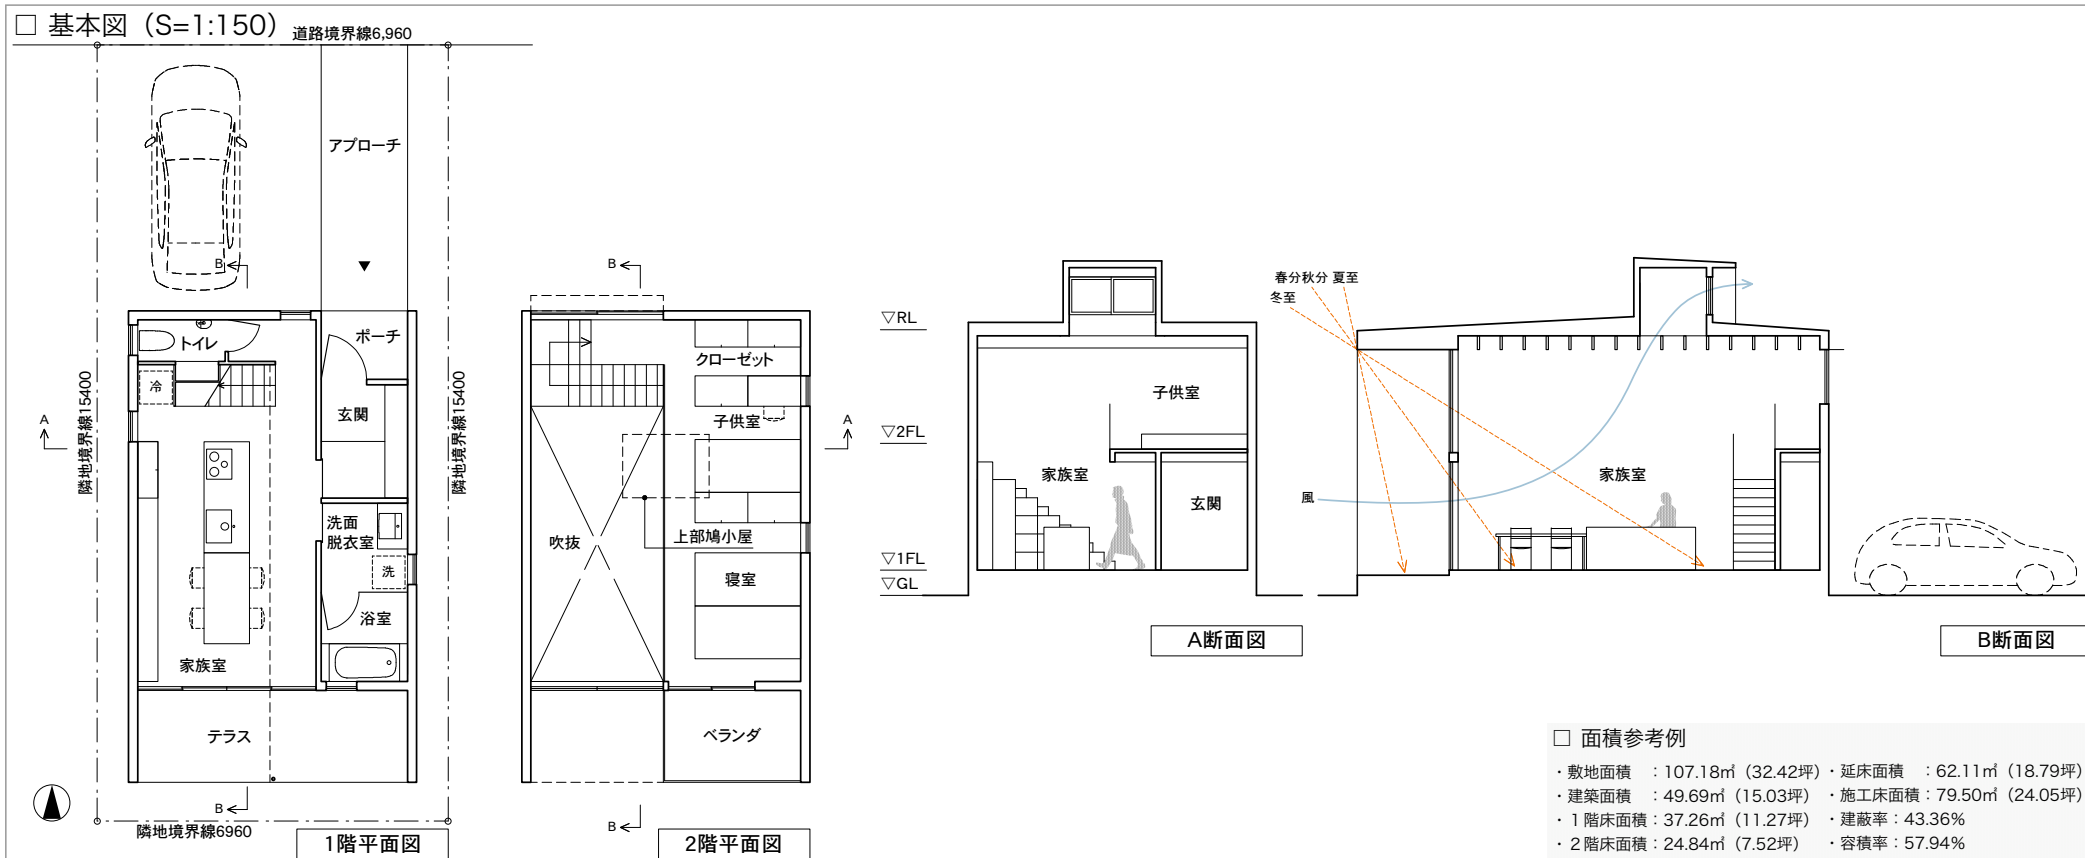 □ 基本図（S=1:150）
道路境界線6,960
アプローチ
B
ポーチ
トイレ
冷
玄関
A
隣地境界線15400
隣地境界線15400
洗面
脱衣室
洗
浴室
家族室
テラス
B
隣地境界線6960
1階平面図
B
クローゼット
子供室
A
上部鳩小屋
吹抜
寝室
ベランダ
B
2階平面図
▽RL
▽2FL
▽1FL
▽GL
子供室
家族室
玄関
A断面図
春分秋分 夏至
冬至
風
家族室
B断面図
□ 面積参考例
・敷地面積　：107.18㎡（32.42坪）・延床面積　：62.11㎡（18.79坪）
・建築面積　：49.69㎡（15.03坪）・施工床面積：79.50㎡（24.05坪）
・１階床面積：37.26㎡（11.27坪）・建蔽率：43.36%
・２階床面積：24.84㎡（7.52坪）・容積率：57.94%